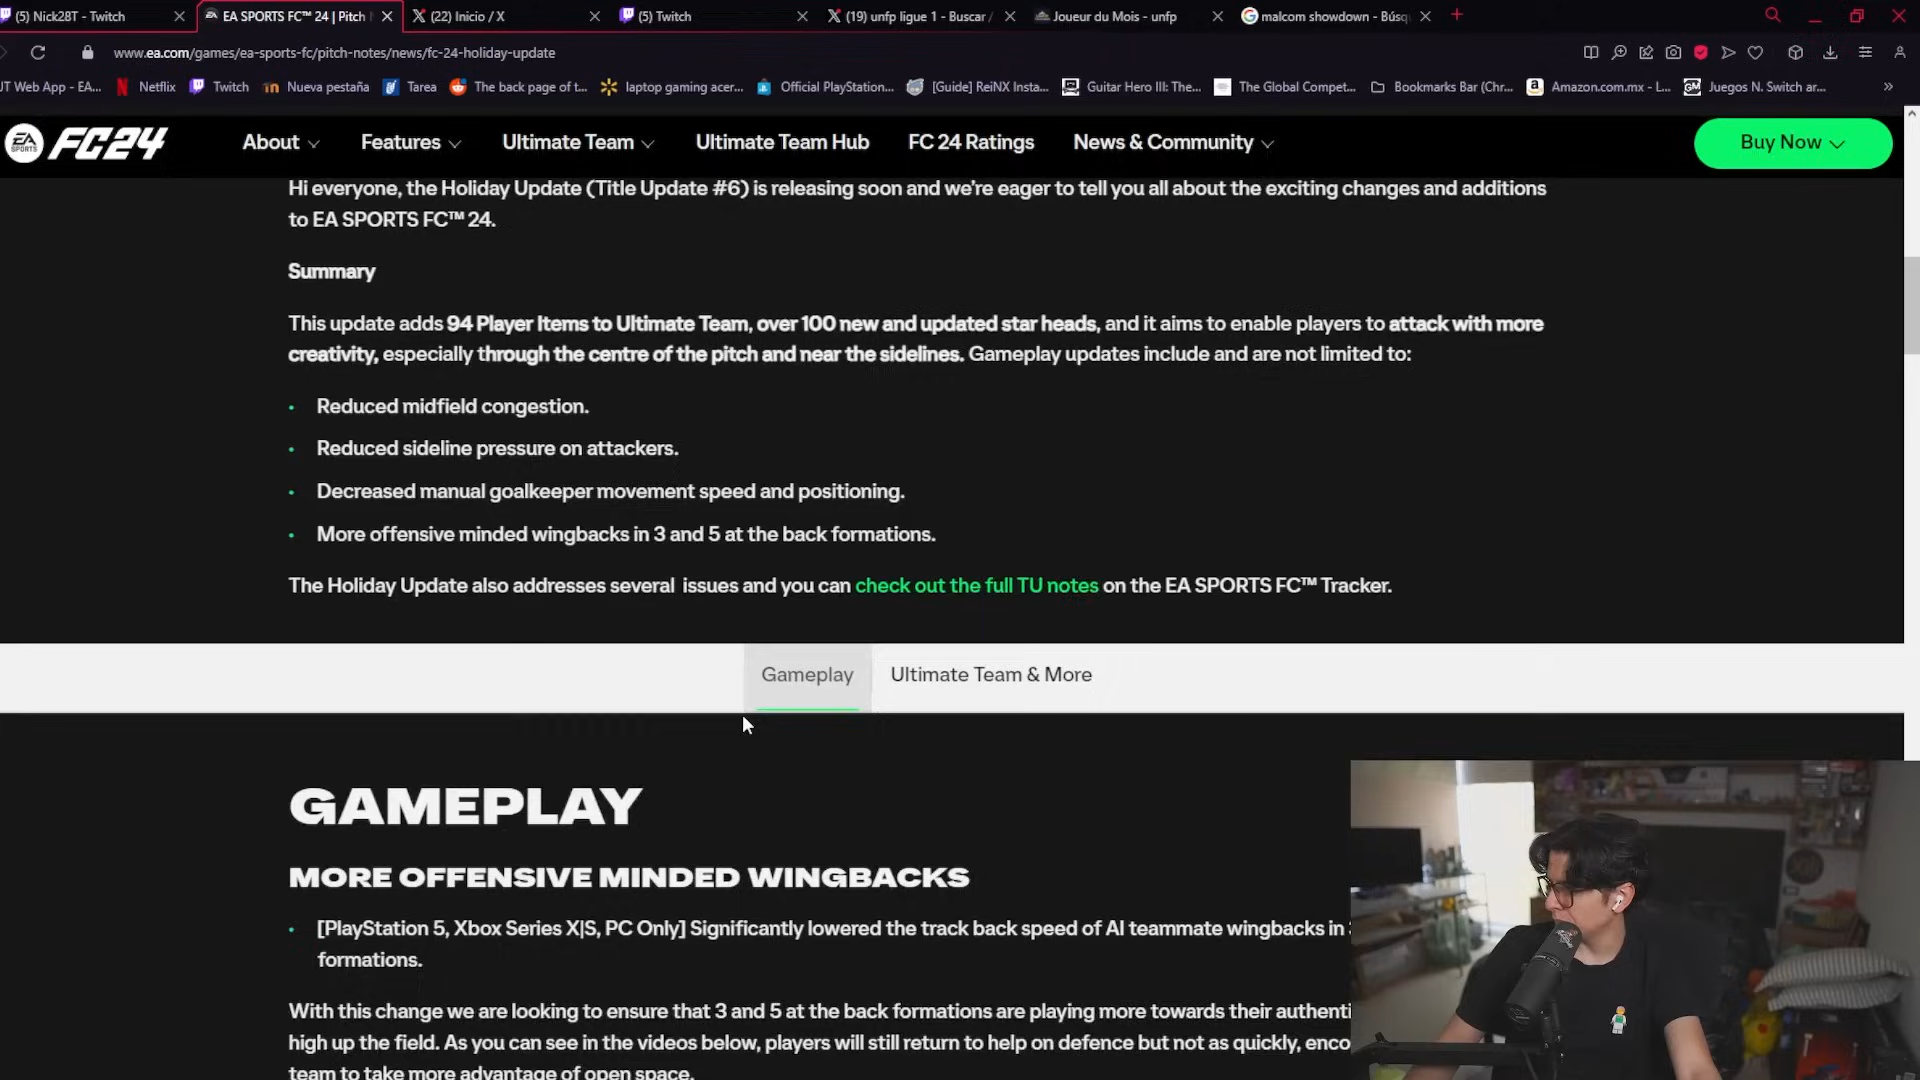 (5) Nick28T - Twitch
EA SPORTS FC™ 24 | Pitch
(22) Inicio / X
(5) Twitch
(19) unfp ligue 1 - Buscar /
Joueur du Mois - unfp
malcom showdown - Búsq
www.ea.com/games/ea-sports-fc/pitch-notes/news/fc-24-holiday-update
JT Web App - EA...
Netflix
Twitch
Nueva pestaña
Tarea
The back page of t...
laptop gaming acer...
Official PlayStation...
[Guide] ReiNX Insta...
Guitar Hero III: The...
The Global Compet...
Bookmarks Bar (Chr...
Amazon.com.mx - L...
Juegos N. Switch ar...
EA SPORTS FC24
About
Features
Ultimate Team
Ultimate Team Hub
FC 24 Ratings
News & Community
Buy Now
Hi everyone, the Holiday Update (Title Update #6) is releasing soon and we’re eager to tell you all about the exciting changes and additions
to EA SPORTS FC™ 24.
Summary
This update adds 94 Player Items to Ultimate Team, over 100 new and updated star heads, and it aims to enable players to attack with more
creativity, especially through the centre of the pitch and near the sidelines. Gameplay updates include and are not limited to:
• Reduced midfield congestion.
• Reduced sideline pressure on attackers.
• Decreased manual goalkeeper movement speed and positioning.
• More offensive minded wingbacks in 3 and 5 at the back formations.
The Holiday Update also addresses several issues and you can check out the full TU notes on the EA SPORTS FC™ Tracker.
Gameplay
Ultimate Team & More
GAMEPLAY
MORE OFFENSIVE MINDED WINGBACKS
• [PlayStation 5, Xbox Series X|S, PC Only] Significantly lowered the track back speed of AI teammate wingbacks in
formations.
With this change we are looking to ensure that 3 and 5 at the back formations are playing more towards their authenti
high up the field. As you can see in the videos below, players will still return to help on defence but not as quickly, enco
team to take more advantage of open space.